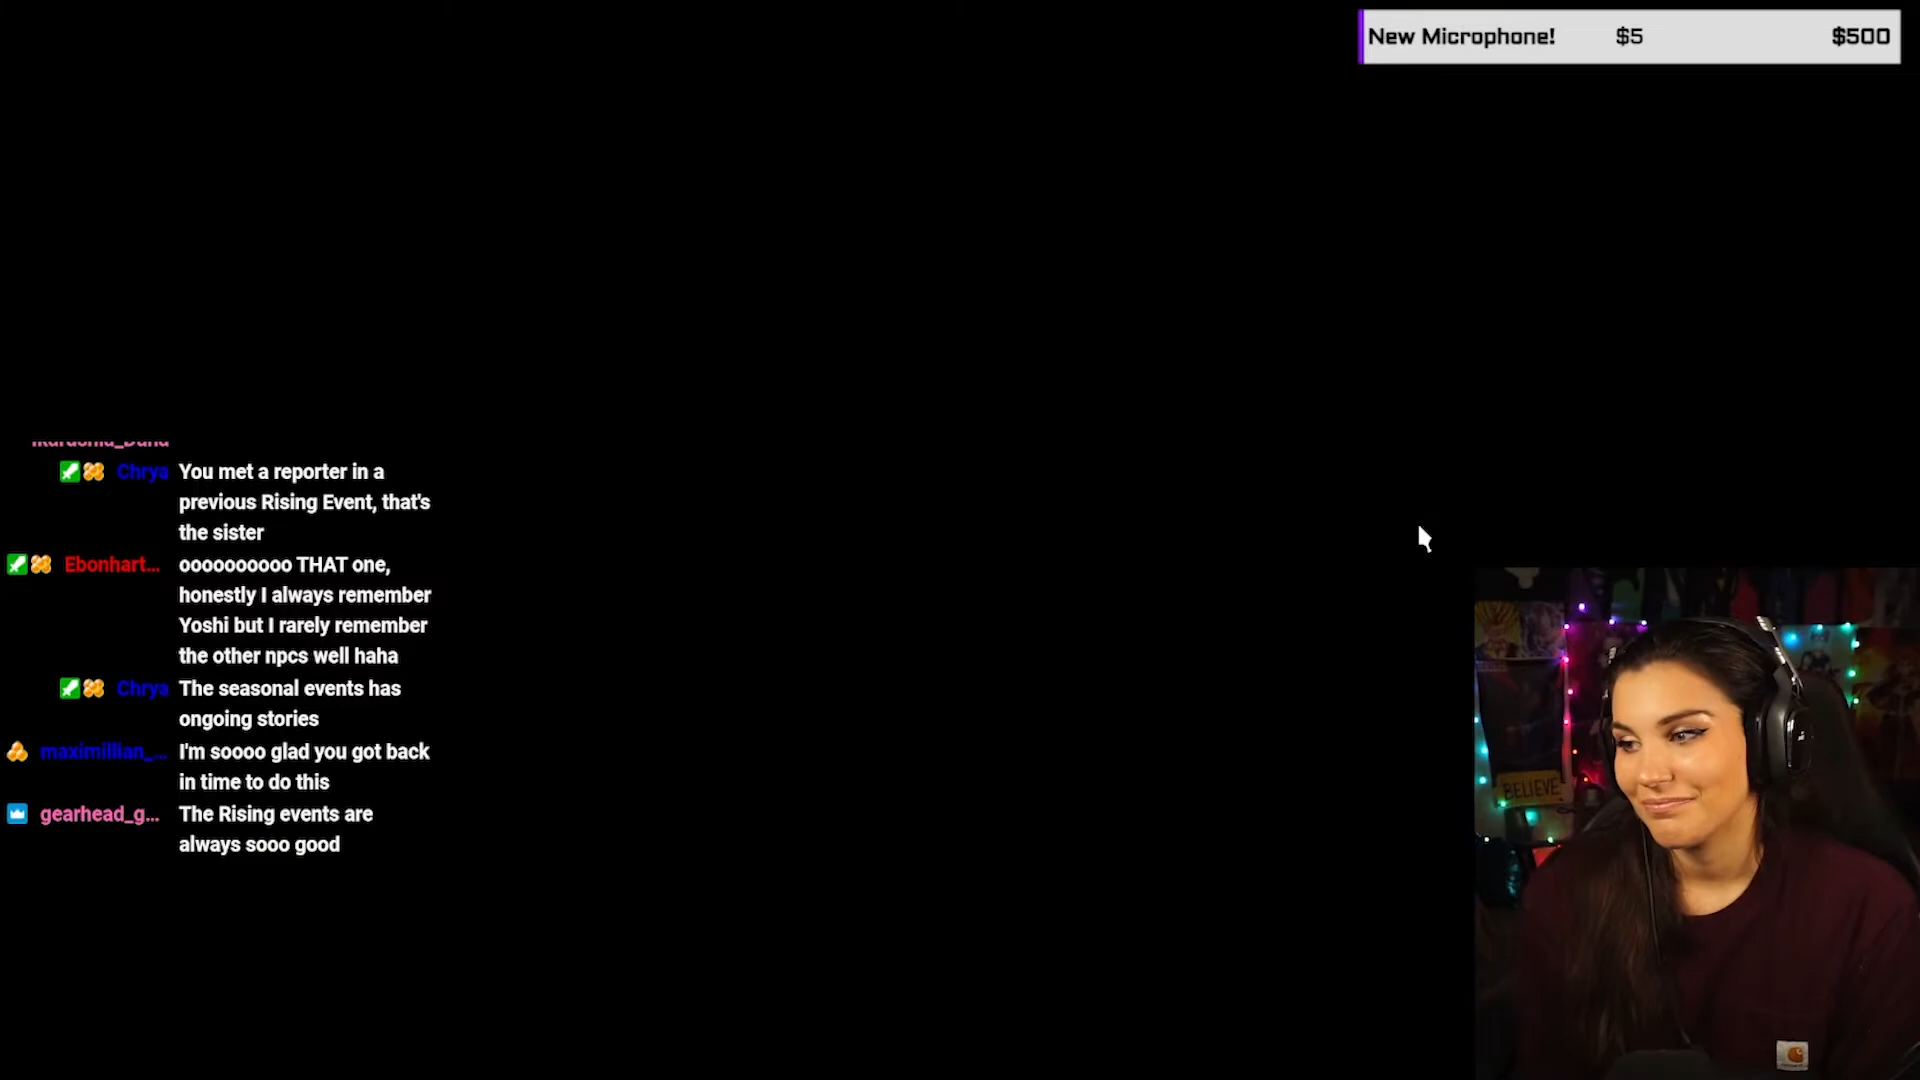 New Microphone! $5 $500
Chrya You met a reporter in a
previous Rising Event, that's
the sister
Ebonhart... oooooooooo THAT one,
honestly I always remember
Yoshi but I rarely remember
the other npcs well haha
Chrya The seasonal events has
ongoing stories
maximillian_... I'm soooo glad you got back
in time to do this
gearhead_g... The Rising events are
always sooo good
BELIEVE